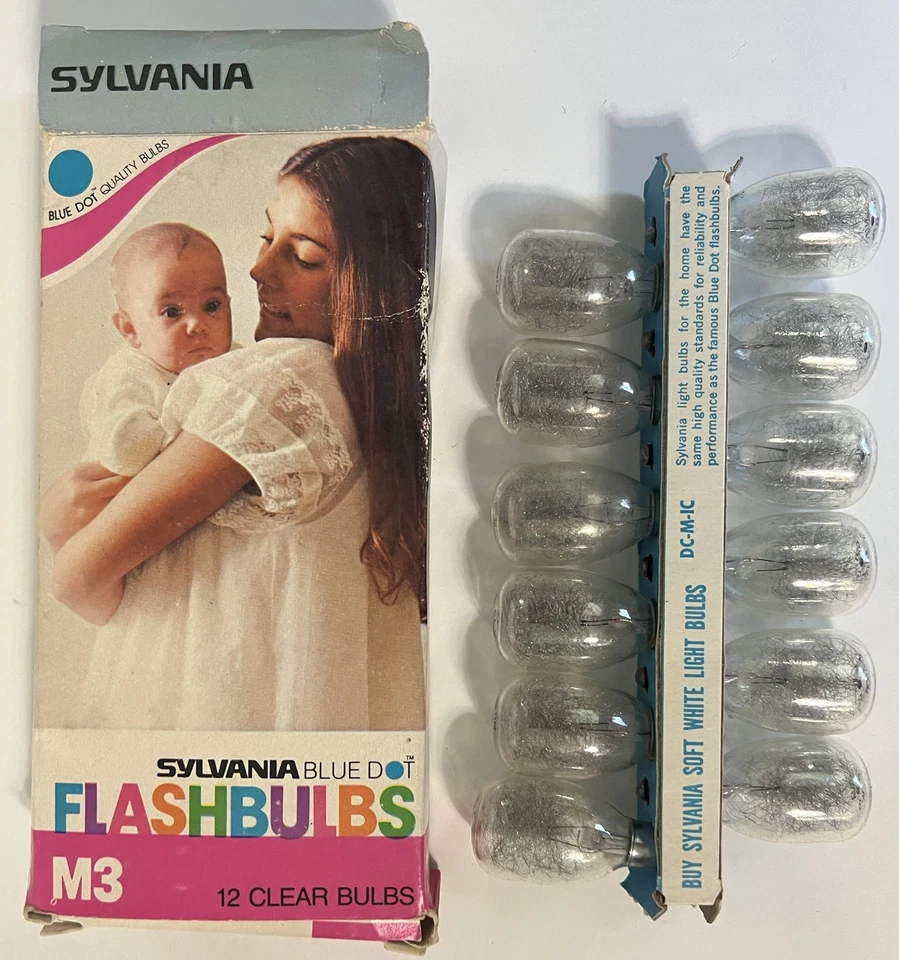 SYLVANIA
BLUE DOT™ QUALITY BULBS
SYLVANIA BLUE DOT™
FLASHBULBS
M3
12 CLEAR BULBS
BUY SYLVANIA SOFT WHITE LIGHT BULBS DC-M-IC
Sylvania light bulbs for the home have the
same high quality standards for reliability and
performance as the famous Blue Dot flashbulbs.